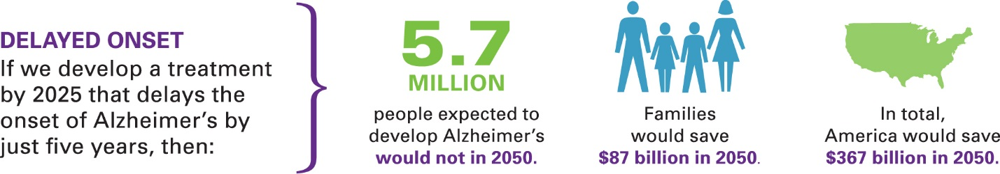 DELAYED ONSET
If we develop a treatment
by 2025 that delays the
onset of Alzheimer’s by
just five years, then:
5.7
MILLION
people expected to
develop Alzheimer’s
would not in 2050.
Families
would save
$87 billion in 2050.
In total,
America would save
$367 billion in 2050.